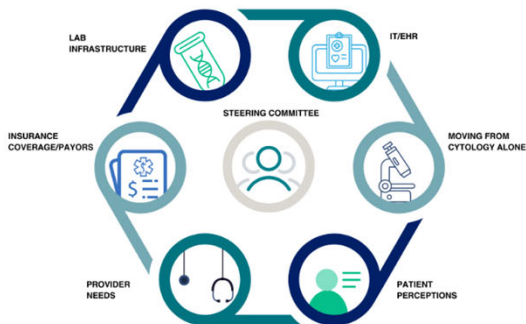 LAB
INFRASTRUCTURE
IT/EHR
STEERING COMMITTEE
INSURANCE
COVERAGE/PAYORS
$
MOVING FROM
CYTOLOGY ALONE
PROVIDER
NEEDS
PATIENT
PERCEPTIONS